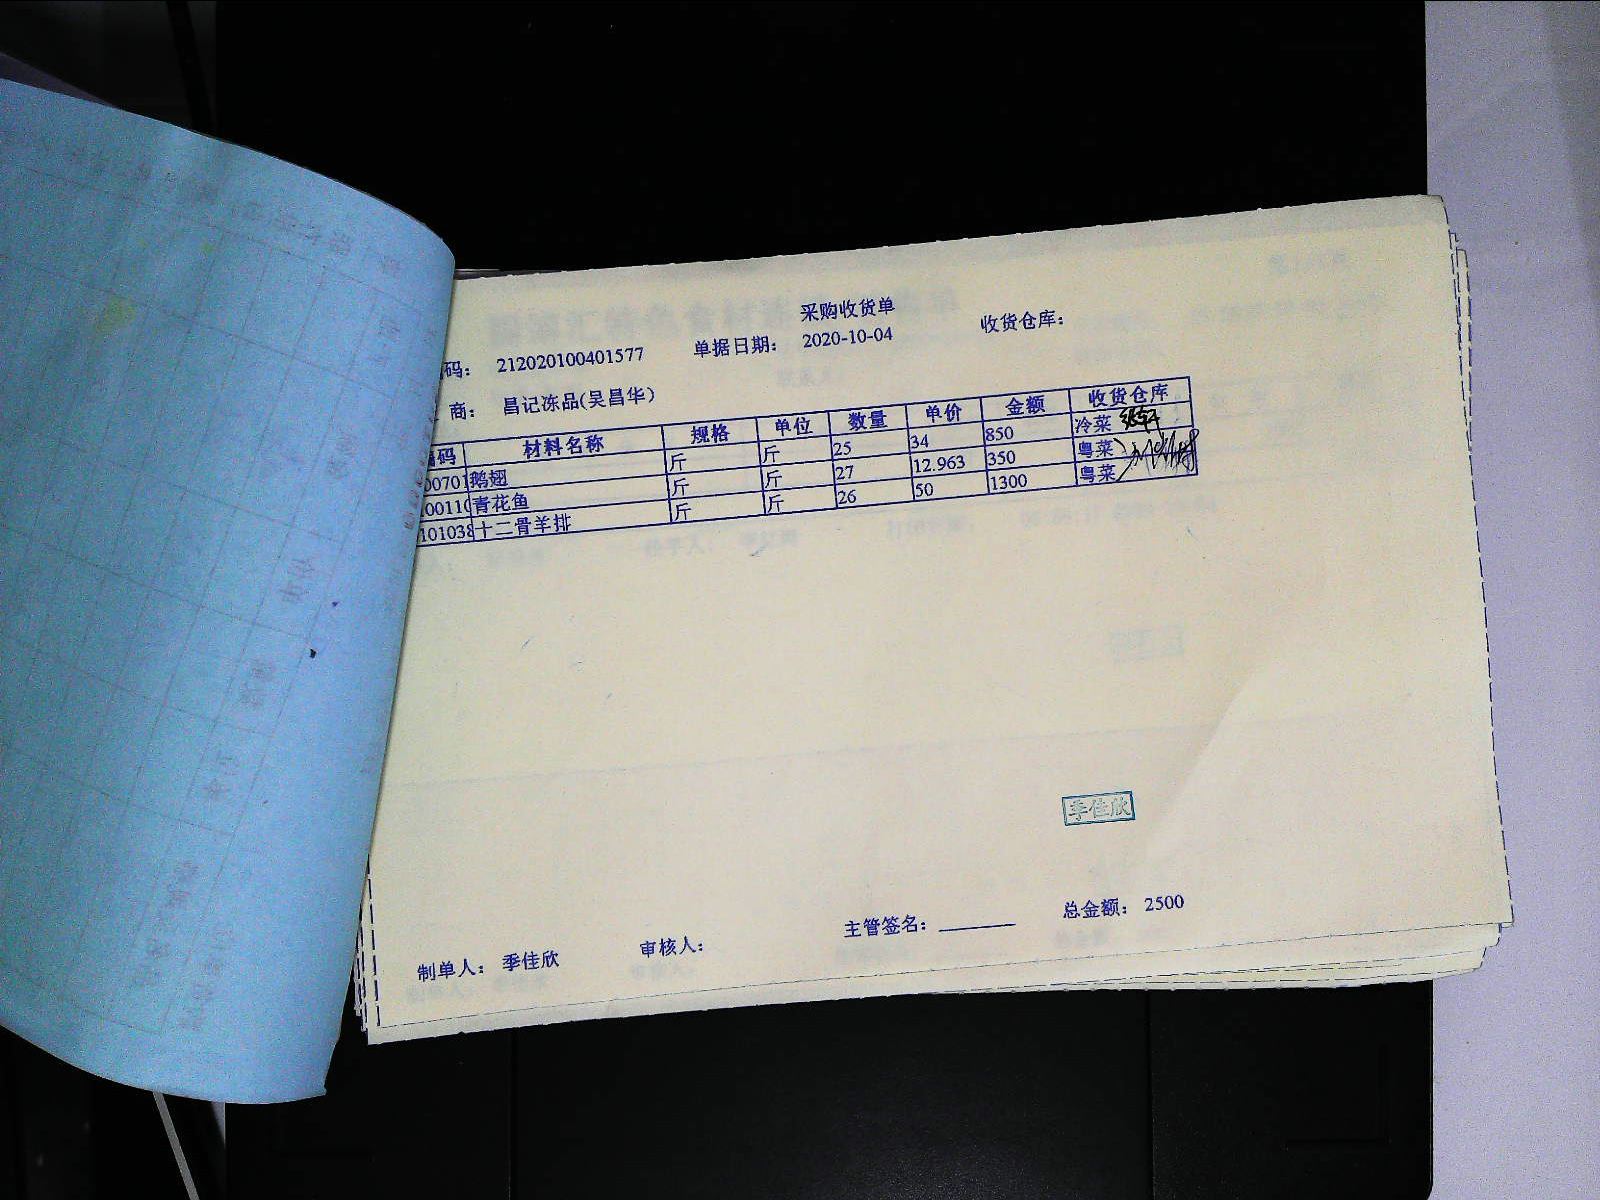 采购收货单
码： 212020100401577 单据日期： 2020-10-04 收货仓库：
商： 昌记冻品(吴昌华)
编码 材料名称 规格 单位 数量 单价 金额 收货仓库
00701 鹅翅 斤 斤 25 34 850 冷菜
00110 青花鱼 斤 斤 27 12.963 350 粤菜
101038 十二骨羊排 斤 斤 26 50 1300 粤菜
季佳欣
制单人： 季佳欣 审核人： 主管签名： 总金额： 2500